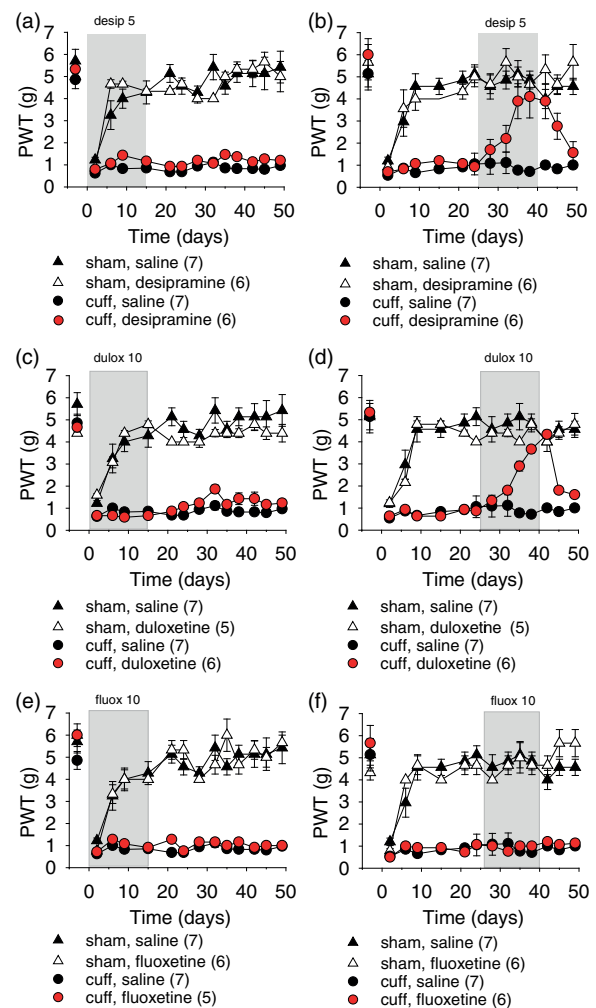 (a)
desip 5
PWT (g)
7
6
5
4
3
2
1
0
0 10 20 30 40 50
Time (days)
▲ sham, saline (7)
△ sham, desipramine (6)
● cuff, saline (7)
● cuff, desipramine (6)
(b)
desip 5
PWT (g)
7
6
5
4
3
2
1
0
0 10 20 30 40 50
Time (days)
▲ sham, saline (7)
△ sham, desipramine (6)
● cuff, saline (7)
● cuff, desipramine (6)
(c)
dulox 10
PWT (g)
7
6
5
4
3
2
1
0
0 10 20 30 40 50
Time (days)
▲ sham, saline (7)
△ sham, duloxetine (5)
● cuff, saline (7)
● cuff, duloxetine (6)
(d)
dulox 10
PWT (g)
7
6
5
4
3
2
1
0
0 10 20 30 40 50
Time (days)
▲ sham, saline (7)
△ sham, duloxetine (5)
● cuff, saline (7)
● cuff, duloxetine (6)
(e)
fluox 10
PWT (g)
7
6
5
4
3
2
1
0
0 10 20 30 40 50
Time (days)
▲ sham, saline (7)
△ sham, fluoxetine (6)
● cuff, saline (7)
● cuff, fluoxetine (5)
(f)
fluox 10
PWT (g)
7
6
5
4
3
2
1
0
0 10 20 30 40 50
Time (days)
▲ sham, saline (7)
△ sham, fluoxetine (6)
● cuff, saline (7)
● cuff, fluoxetine (6)